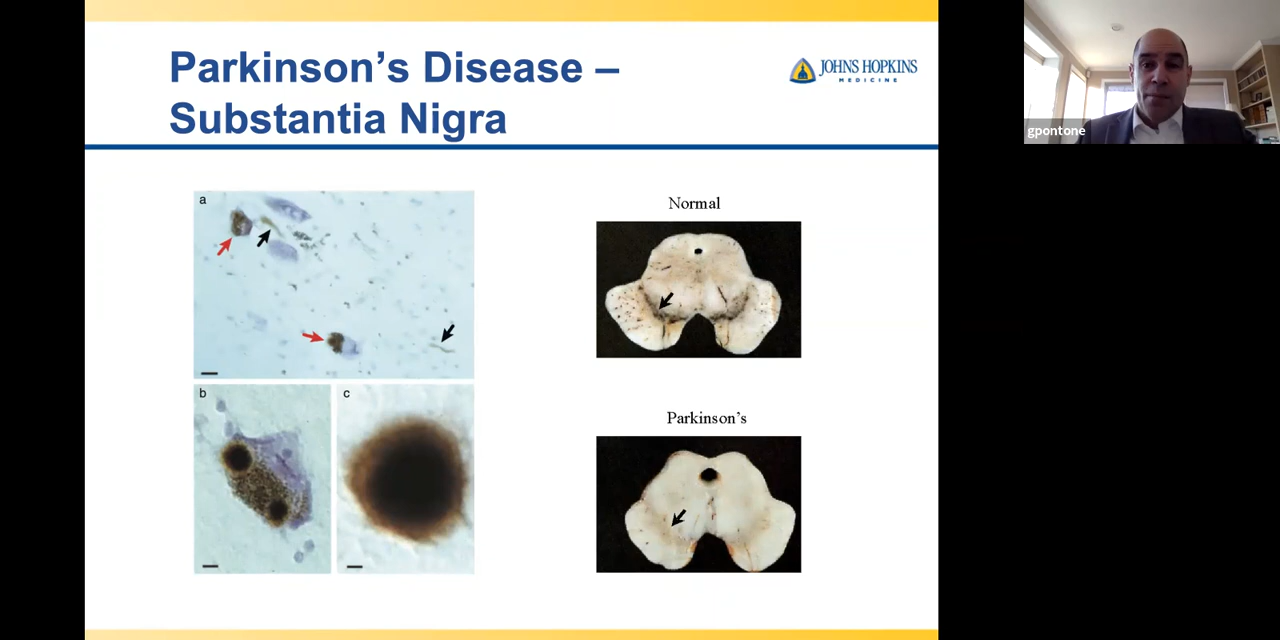 Parkinson’s Disease –
Substantia Nigra
JOHNS HOPKINS
MEDICINE
gpontone
a
b
c
Normal
Parkinson’s